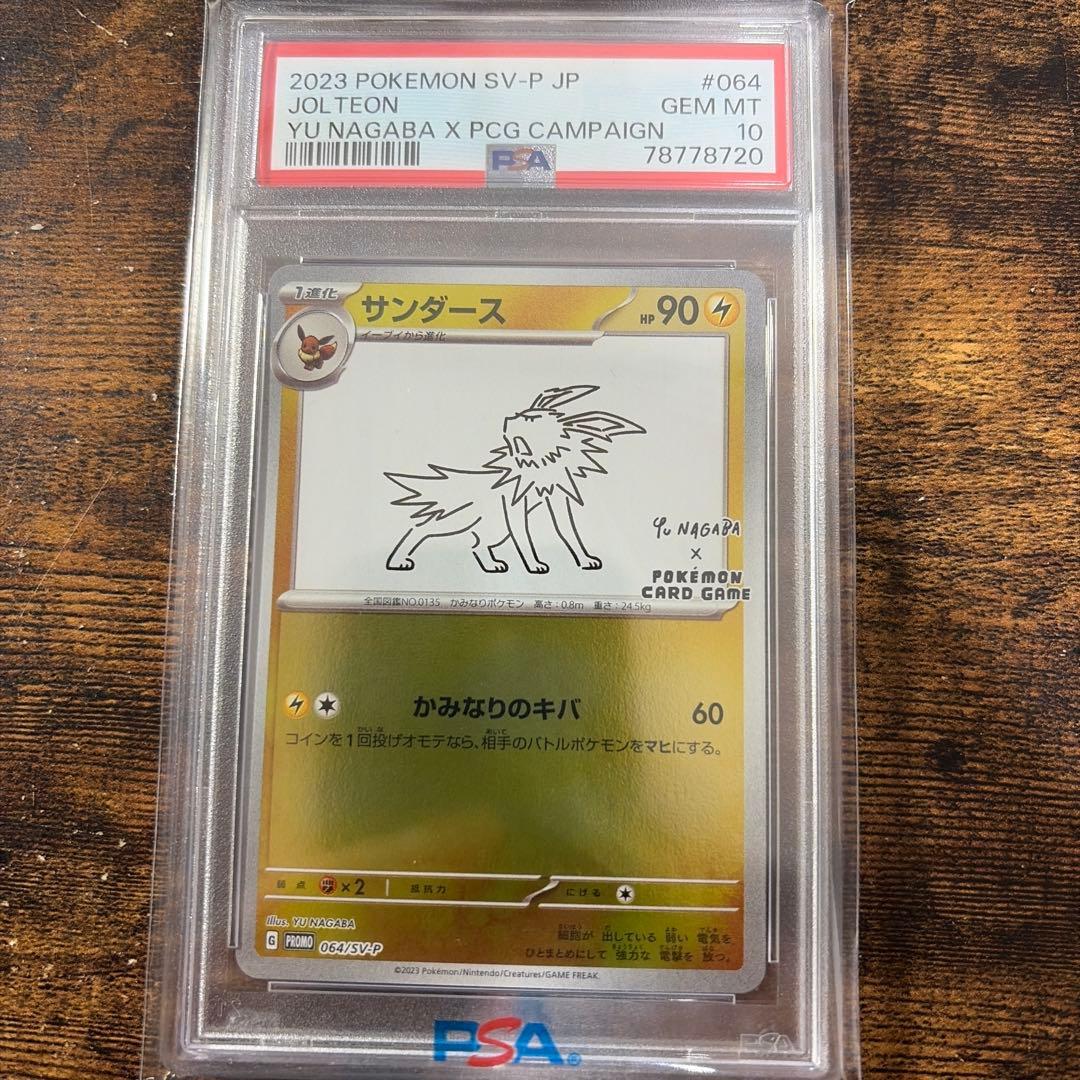 2023 POKEMON SV-P JP #064
JOLTEON GEM MT
YU NAGABA X PCG CAMPAIGN 10
PSA 78778720
1進化 サンダース HP 90
イーブイから進化
Yu NAGABA
×
POKÉMON
CARD GAME
全国図鑑NO.0135 かみなりポケモン 高さ:0.8m 重さ:24.5kg
かみなりのキバ 60
コインを1回投げオモテなら、相手のバトルポケモンをマヒにする。
弱点 ×2 抵抗力 にげる
illus. YU NAGABA
G PROMO 064/SV-P
細胞が 出している 弱い 電気を
ひとまとめにして 強力な 電撃を 放つ。
©2023 Pokémon/Nintendo/Creatures/GAME FREAK.
PSA®
PSA